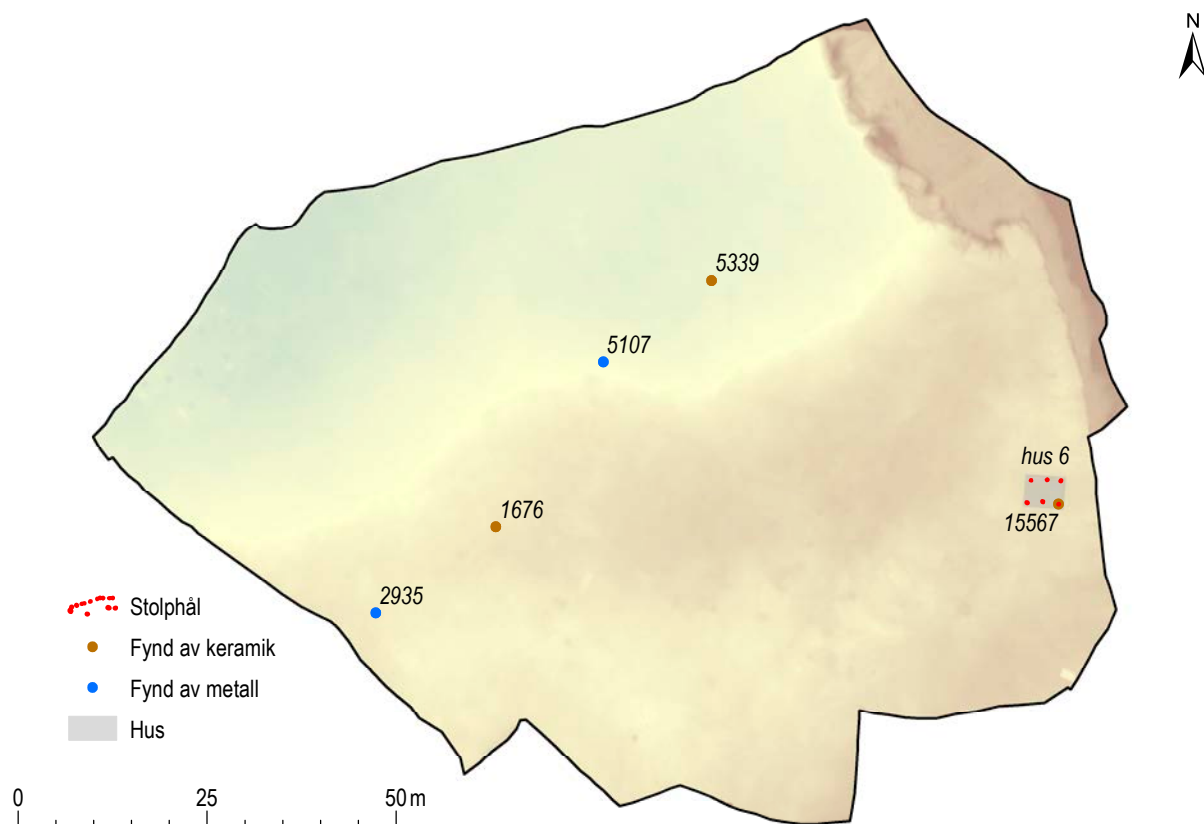 N
5339
5107
hus 6
1676
15567
2935
Stolphål
Fynd av keramik
Fynd av metall
Hus
0 25 50 m